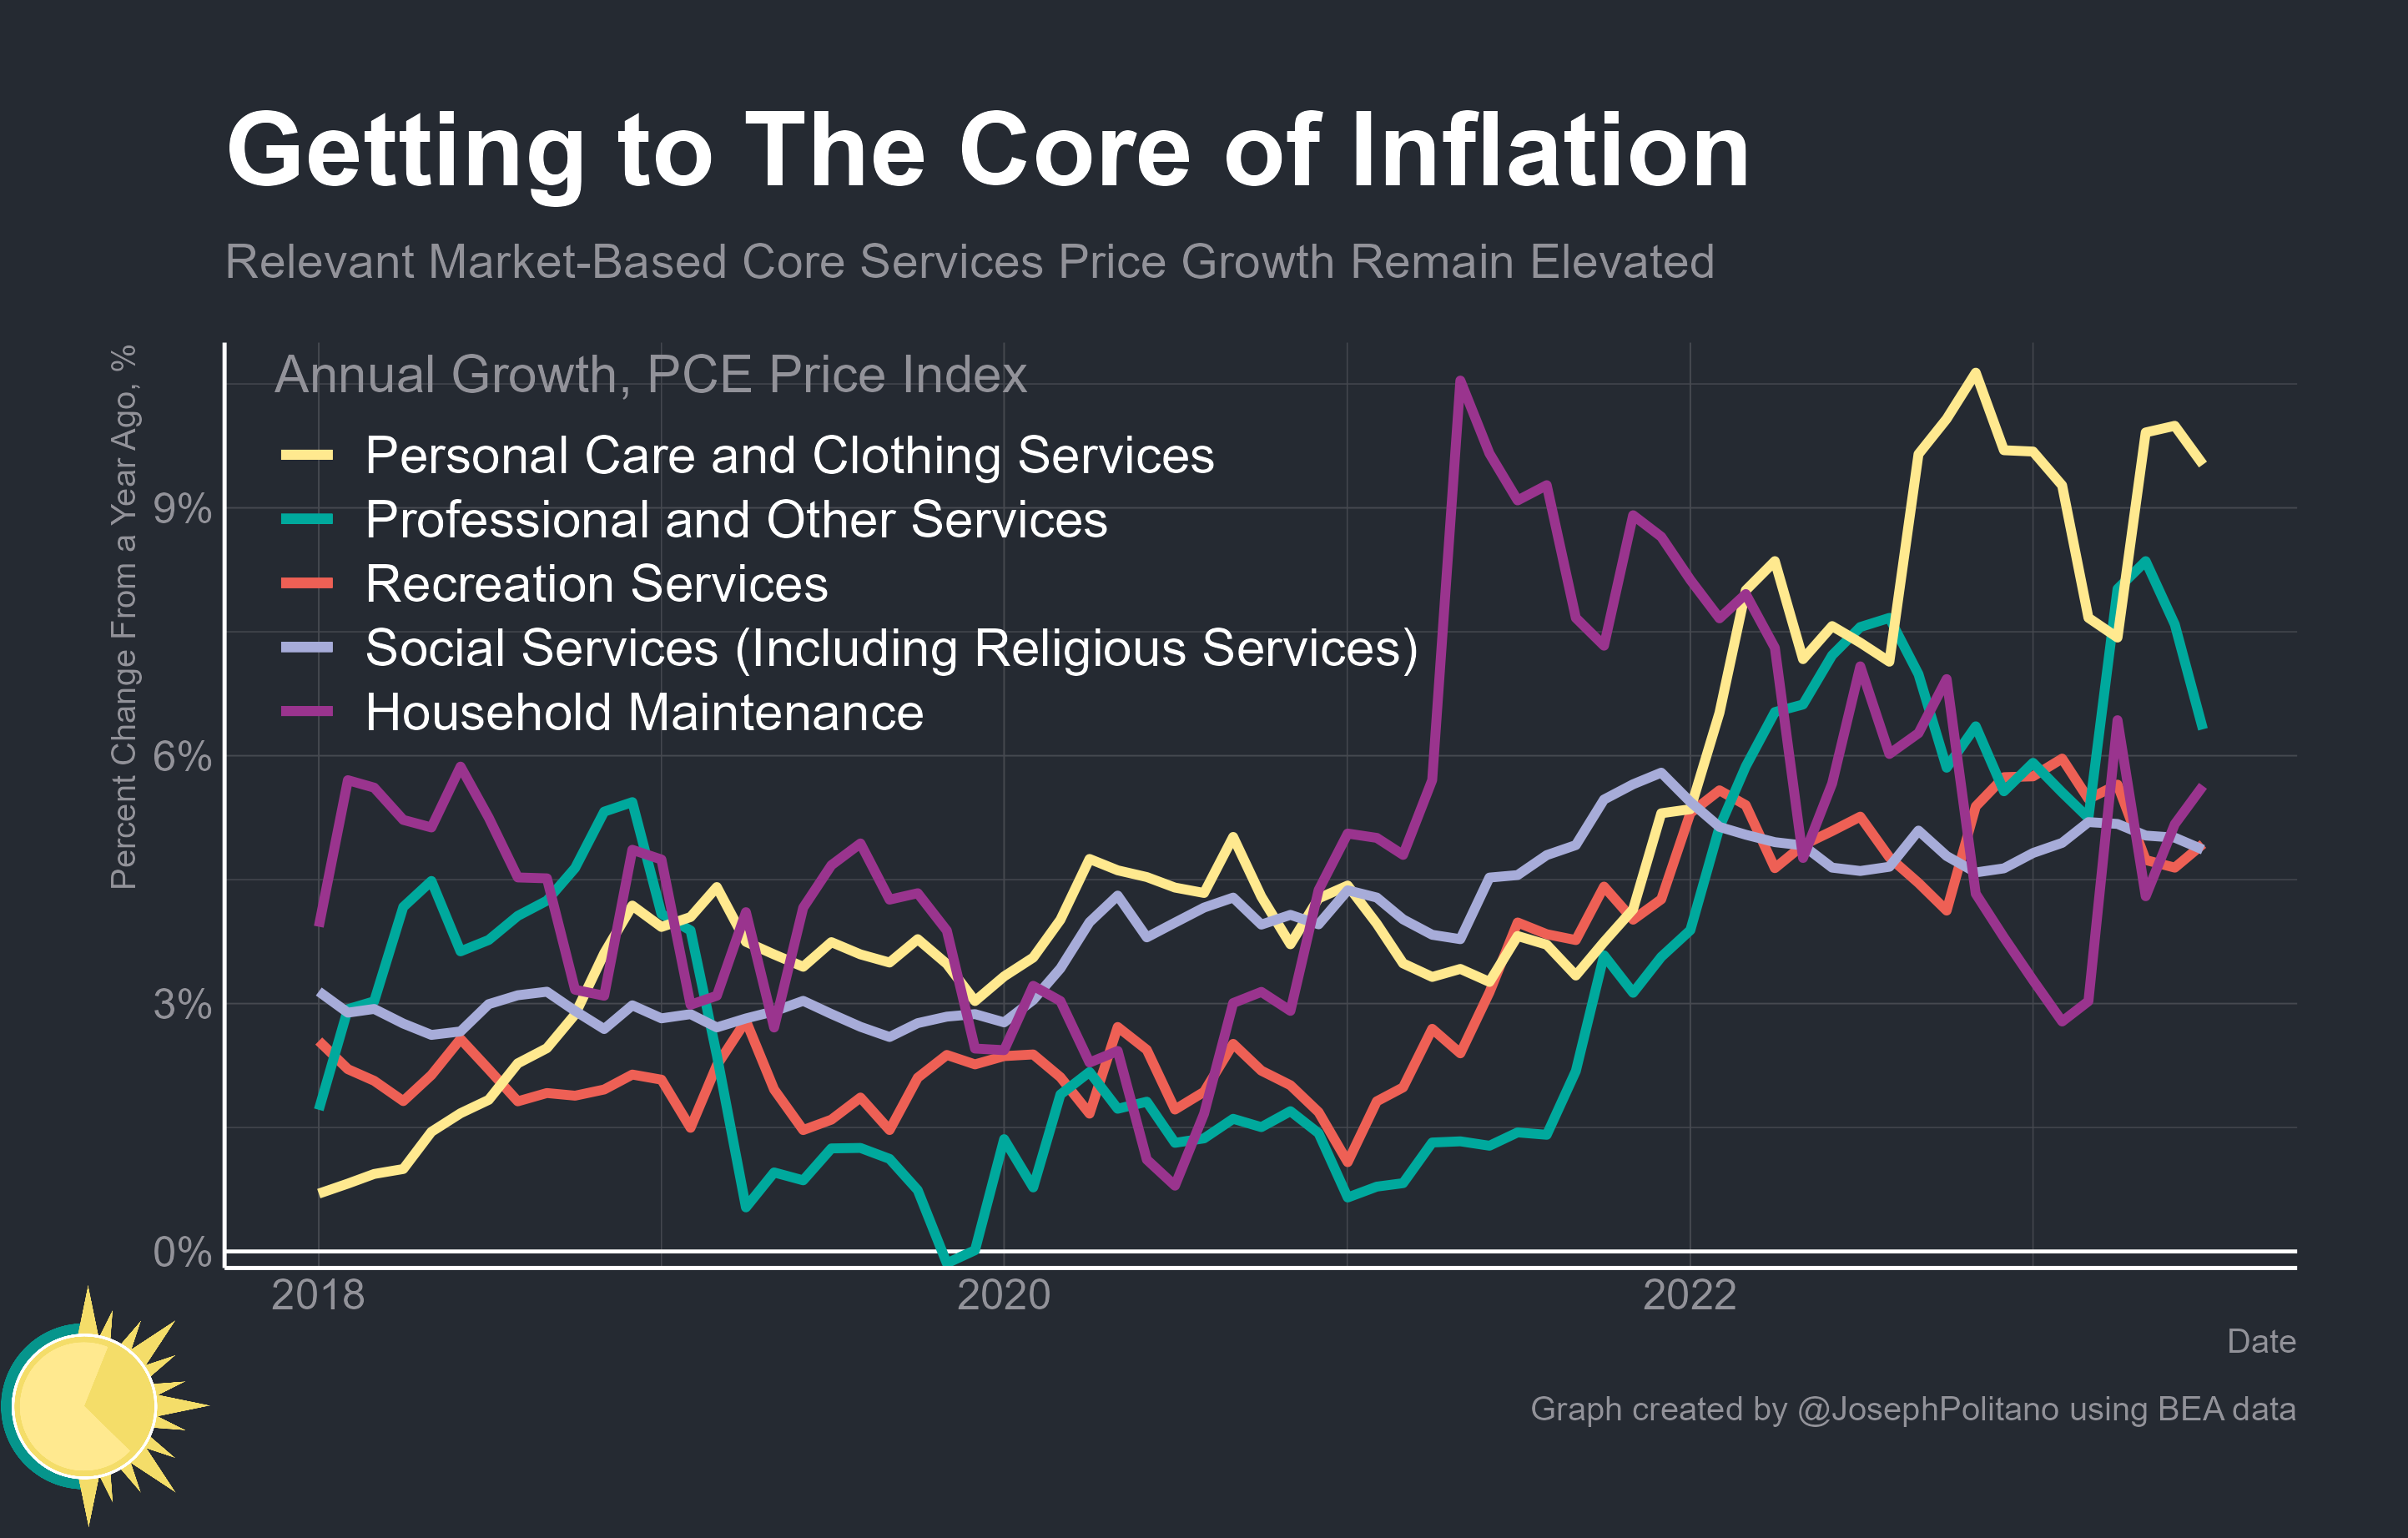 Getting to The Core of Inflation
Relevant Market-Based Core Services Price Growth Remain Elevated
Percent Change From a Year Ago, %
Annual Growth, PCE Price Index
Personal Care and Clothing Services
Professional and Other Services
Recreation Services
Social Services (Including Religious Services)
Household Maintenance
9%
6%
3%
0%
2018
2020
2022
Date
Graph created by @JosephPolitano using BEA data